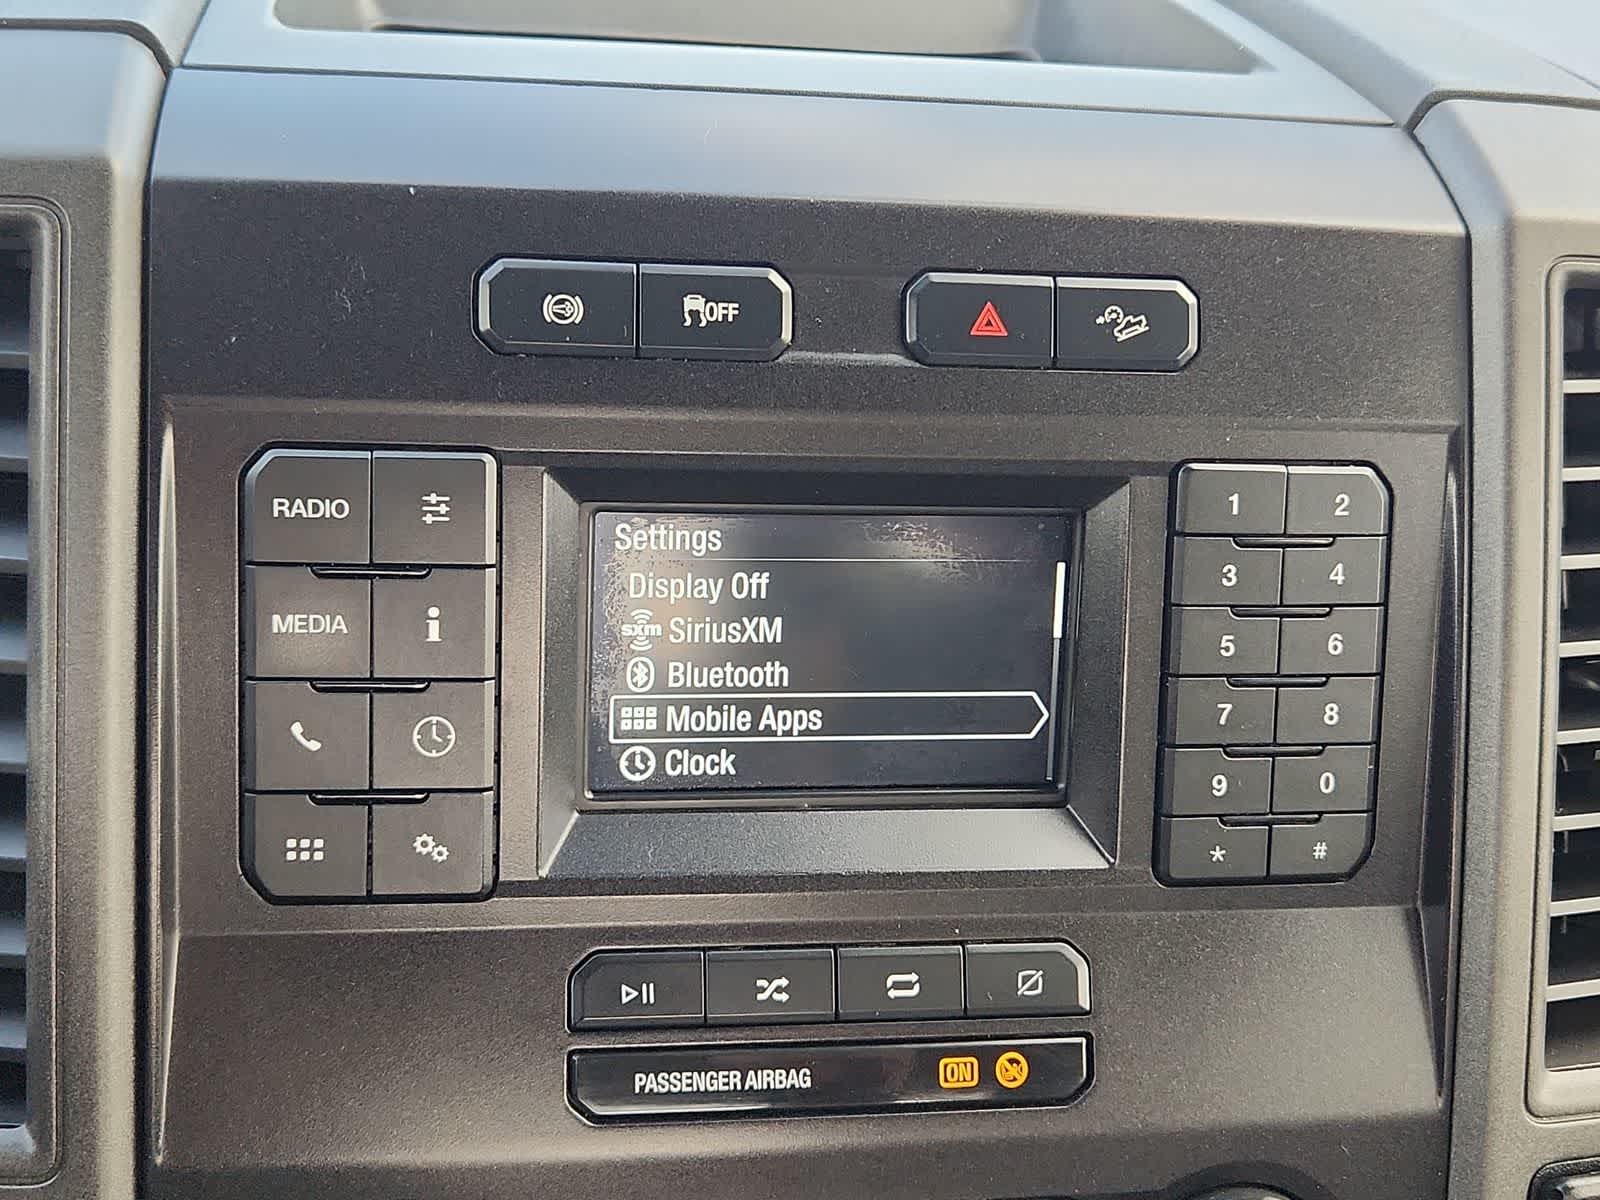 OFF
RADIO
MEDIA
i
Settings
Display Off
sxm SiriusXM
Bluetooth
Mobile Apps
Clock
1 2
3 4
5 6
7 8
9 0
* #
PASSENGER AIRBAG ON